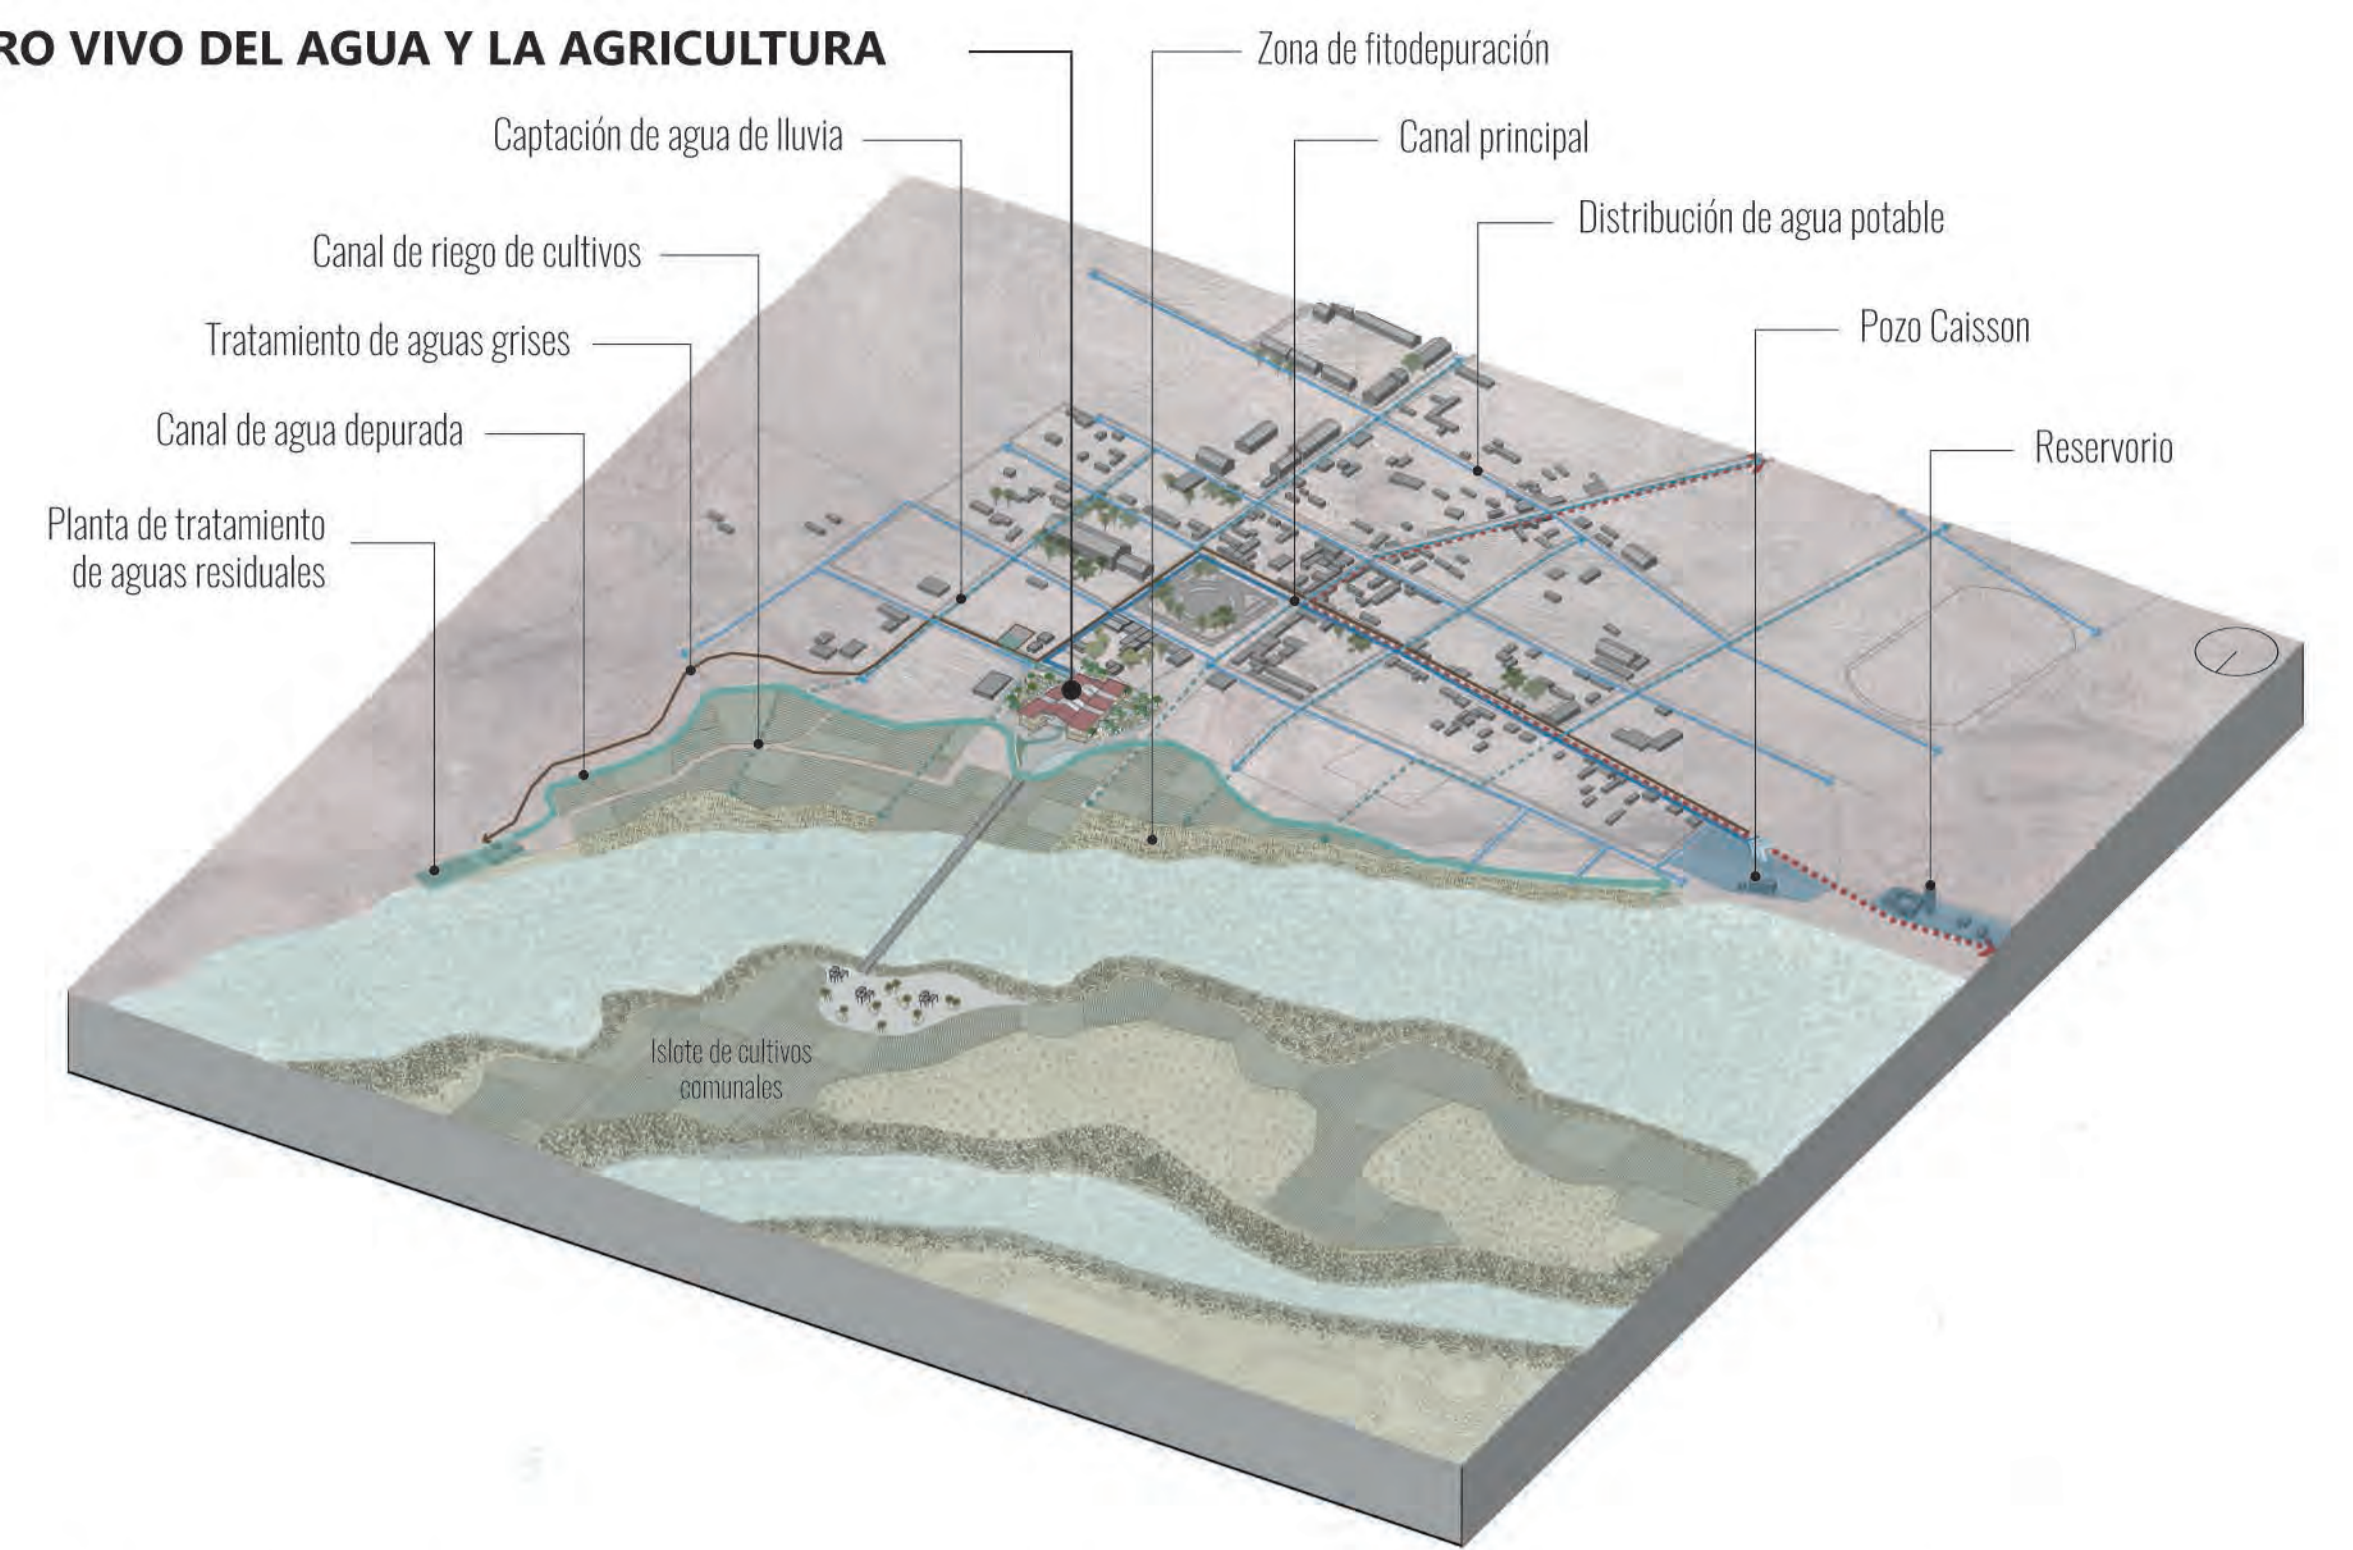 RO VIVO DEL AGUA Y LA AGRICULTURA
Zona de fitodepuración
Captación de agua de lluvia
Canal principal
Distribución de agua potable
Canal de riego de cultivos
Pozo Caisson
Tratamiento de aguas grises
Canal de agua depurada
Reservorio
Planta de tratamiento
de aguas residuales
Islote de cultivos
comunales